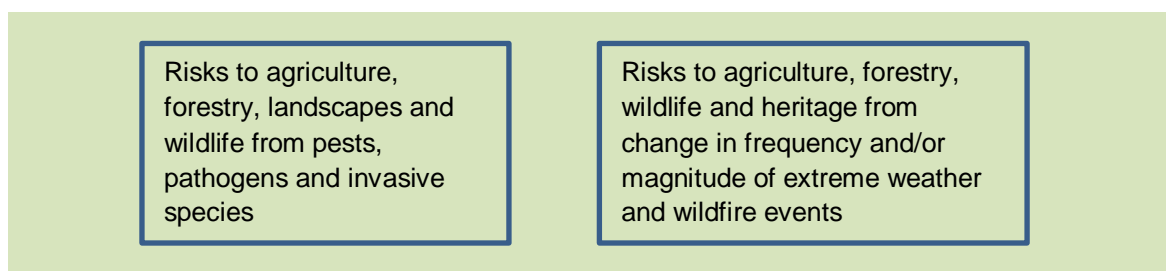 Risks to agriculture,
forestry, landscapes and
wildlife from pests,
pathogens and invasive
species
Risks to agriculture, forestry,
wildlife and heritage from
change in frequency and/or
magnitude of extreme weather
and wildfire events